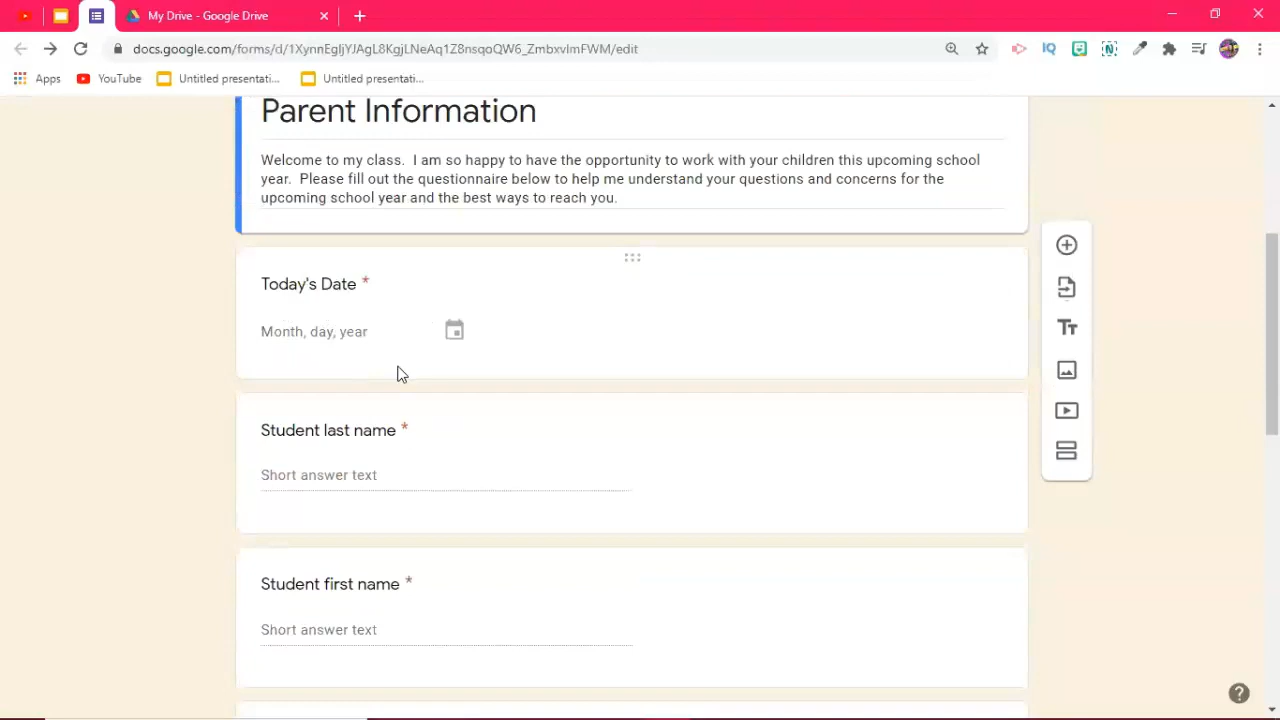 My Drive - Google Drive
docs.google.com/forms/d/1XynnEgIjYJAgL8KgjLNeAq1Z8nsqoQW6_ZmbxvImFWM/edit
Apps
YouTube
Untitled presentati...
Untitled presentati...
Parent Information
Welcome to my class.  I am so happy to have the opportunity to work with your children this upcoming school
year.  Please fill out the questionnaire below to help me understand your questions and concerns for the
upcoming school year and the best ways to reach you.
Today's Date *
Month, day, year
Student last name *
Short answer text
Student first name *
Short answer text